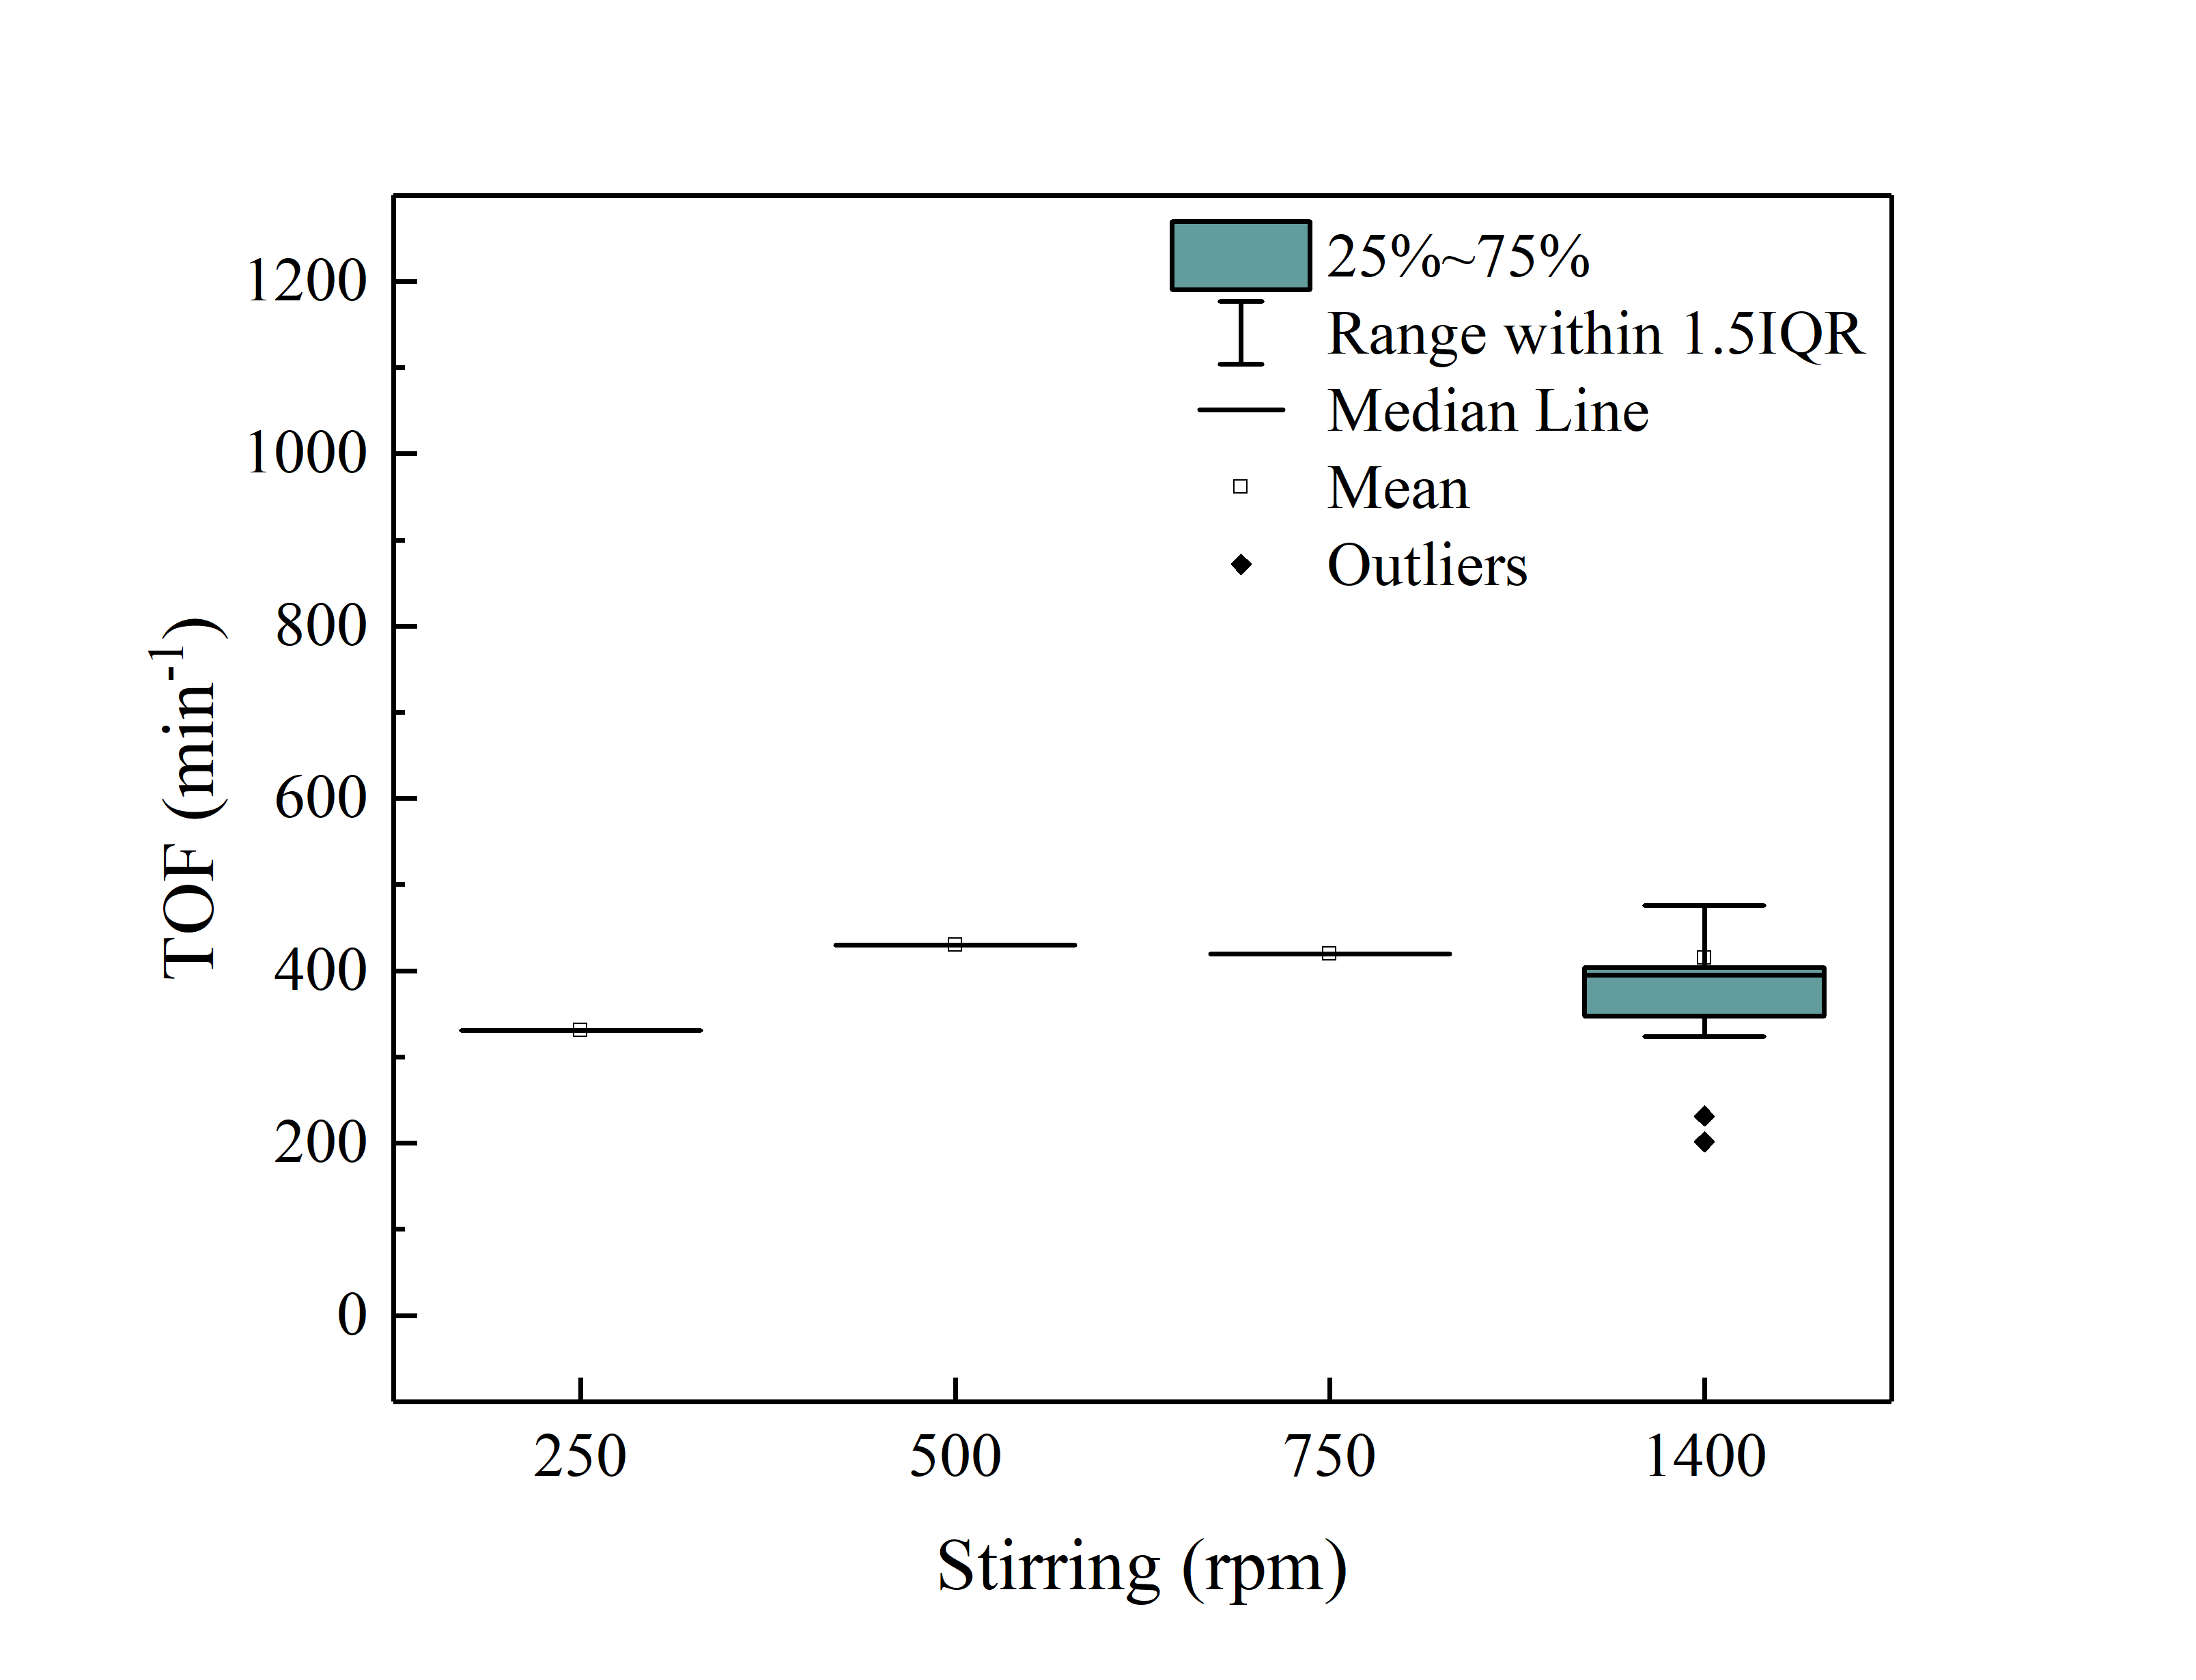 25%~75%
Range within 1.5IQR
Median Line
Mean
Outliers
1200
1000
800
600
400
200
0
TOF (min-1)
250 500 750 1400
Stirring (rpm)